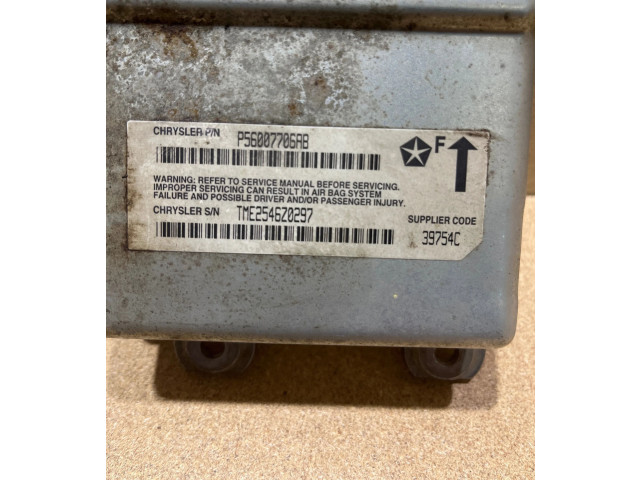 CHRYSLER P/N P56007706AB
F
WARNING: REFER TO SERVICE MANUAL BEFORE SERVICING.
IMPROPER SERVICING CAN RESULT IN AIR BAG SYSTEM
FAILURE AND POSSIBLE DRIVER AND/OR PASSENGER INJURY.
CHRYSLER S/N TME2546Z0297
SUPPLIER CODE
39754C